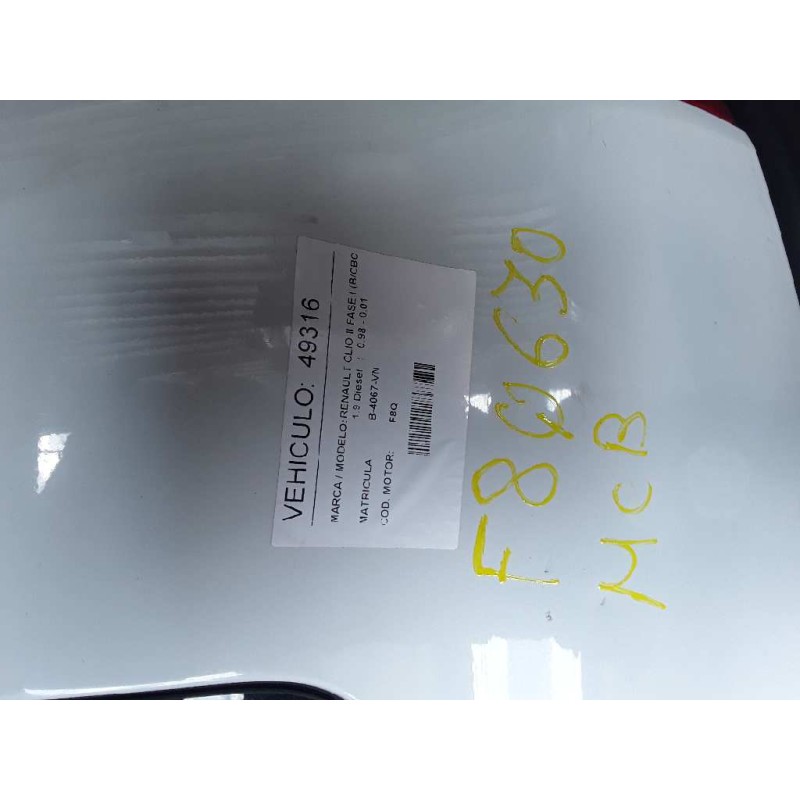 VEHICULO: 49316
MARCA / MODELO: RENAULT CLIO II FASE I (B/CBC
1.9 Diesel : 0.98 - 0.01
MATRICULA B-4067-VN
COD. MOTOR: F8Q
F8Q630
MCB